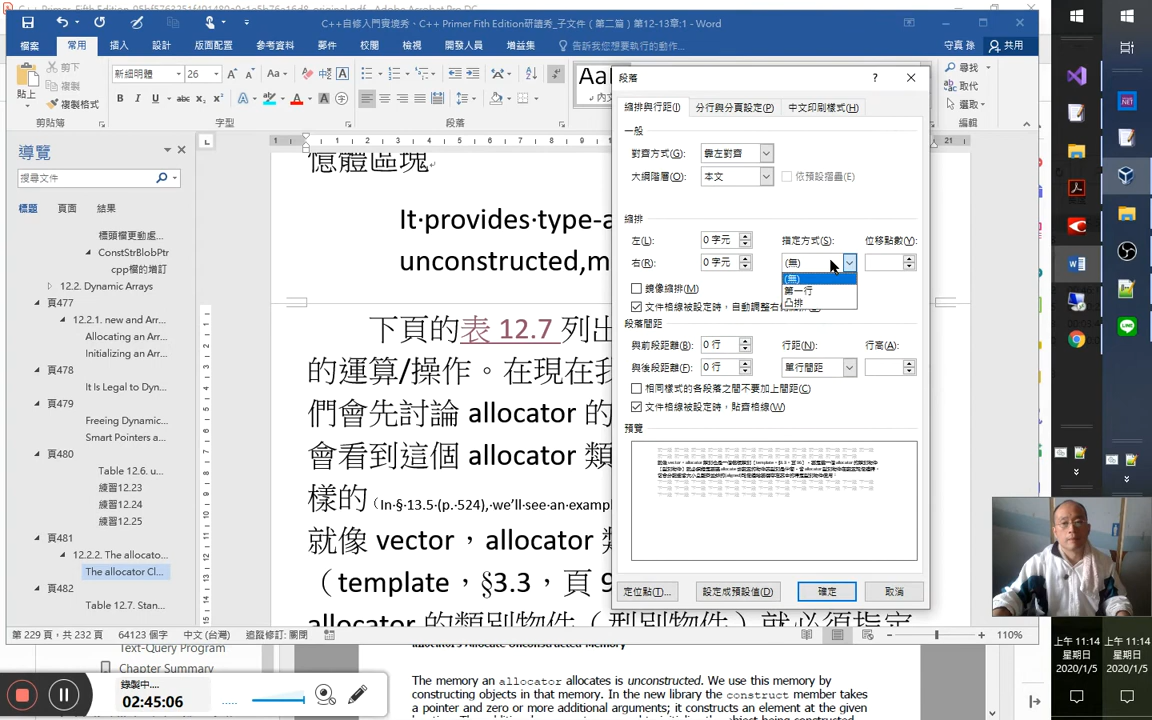 C++自修入門實境秀、C++ Primer Fith Edition研讀秀_子文件（第二篇）第12-13章:1 - Word
檔案 常用 插入 設計 版面配置 參考資料 郵件 校閱 檢視 開發人員 增益集 告訴我您想要執行的動作... 守真 孫 共用
貼上 剪下 複製 複製格式
新細明體 26
尋找 取代 選取
剪貼簿 字型 段落 編輯
導覽
搜尋文件
標題 頁面 結果
ConstStrBlobPtr
cpp檔的增訂
12.2. Dynamic Arrays
頁477
12.2.1. new and Arr...
Allocating an Arr...
Initializing an Arr...
頁478
It Is Legal to Dyn...
頁479
Freeing Dynamic...
Smart Pointers a...
頁480
Table 12.6. u...
練習12.23
練習12.24
練習12.25
頁481
12.2.2. The allocato...
The allocator Cl...
頁482
Table 12.7. Stan...
憶體區塊
It·provides·type-a
unconstructed,m
下頁的表 12.7 列出
的運算/操作。在現在我
們會先討論 allocator 的
會看到這個 allocator 類
樣的(In·§·13.5·(p.·524),·we'll·see·an·examp
就像 vector，allocator 類
（template，§3.3，頁 9
allocator 的類別物件（型別物件）就必須指定
段落 ? ×
縮排與行距(I) 分行與分頁設定(P) 中文印刷樣式(H)
一般
對齊方式(G): 靠左對齊
大綱階層(O): 本文 依預設摺疊(E)
縮排
左(L): 0 字元 指定方式(S): 位移點數(Y):
右(R): 0 字元 (無)
(無)
第一行
凸排
鏡像縮排(M)
文件格線被設定時，自動調整右
段落間距
與前段距離(B): 0 行 行距(N): 行高(A):
與後段距離(F): 0 行 單行間距
相同樣式的各段落之間不要加上間距(C)
文件格線被設定時，貼齊格線(W)
預覽
定位點(T)... 設定成預設值(D) 確定 取消
第 229 頁，共 232 頁 64123 個字 中文 (台灣) 追蹤修訂: 關閉 110%
Text-Query Program
Chapter Summary
The memory an allocator allocates is unconstructed. We use this memory by
constructing objects in that memory. In the new library the construct member takes
a pointer and zero or more additional arguments; it constructs an element at the
錄製中...
02:45:06
上午 11:14
星期日
2020/1/5
上午 11:14
星期日
2020/1/5